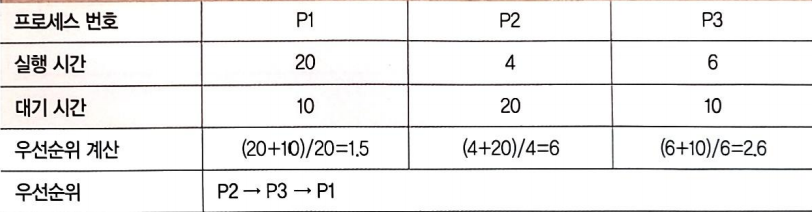 프로세스 번호 P1 P2 P3
실행 시간 20 4 6
대기 시간 10 20 10
우선순위 계산 (20+10)/20=1.5 (4+20)/4=6 (6+10)/6=2.6
우선순위 P2 → P3 → P1